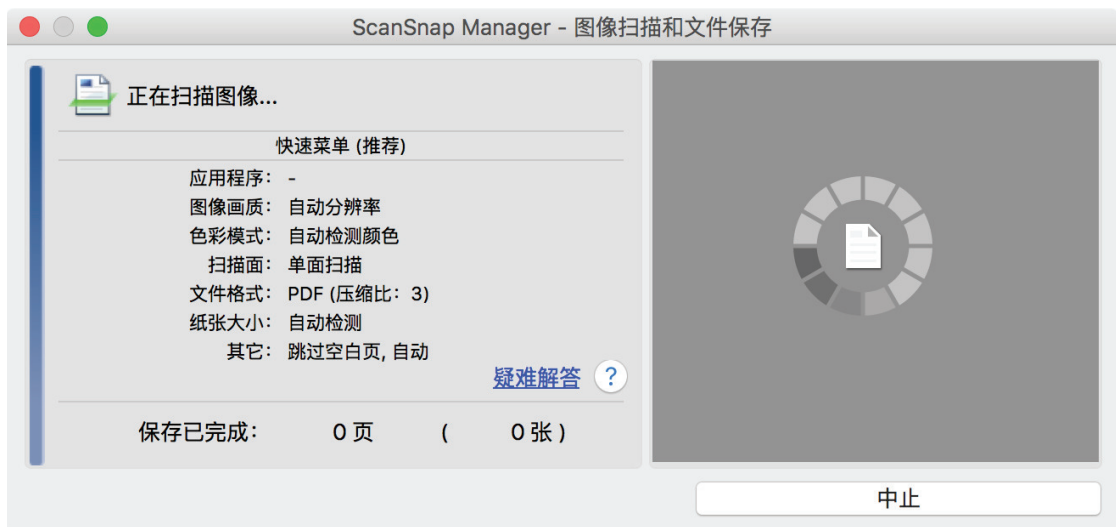 ScanSnap Manager - 图像扫描和文件保存
正在扫描图像...
快速菜单 (推荐)
应用程序: -
图像画质: 自动分辨率
色彩模式: 自动检测颜色
扫描面: 单面扫描
文件格式: PDF (压缩比: 3)
纸张大小: 自动检测
其它: 跳过空白页, 自动
疑难解答 ?
保存已完成: 0 页 ( 0 张 )
中止